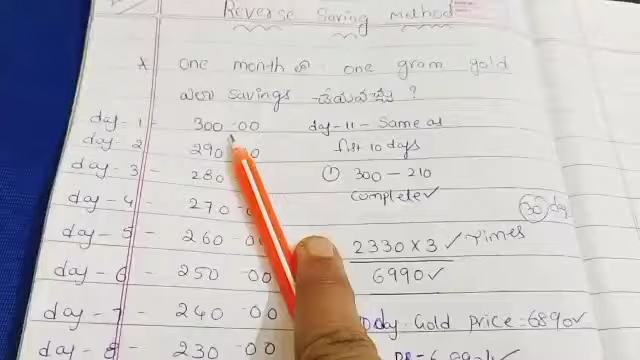 Reverse Saving Method
* one month లో one gram gold
ఎలా savings చేయవచ్చు ?
day - 1 - 300-00
day - 2 290
day - 3 - 280
day - 4 - 270
day - 5 - 260-00
day - 6 - 250-00
day - 7 - 240-00
day - 8 - 230-00
day - 11 - Same as
first 10 days
① 300 - 210
complete✓
30 day
2330 × 3 ✓ times
6990✓
day Gold price = 6890✓